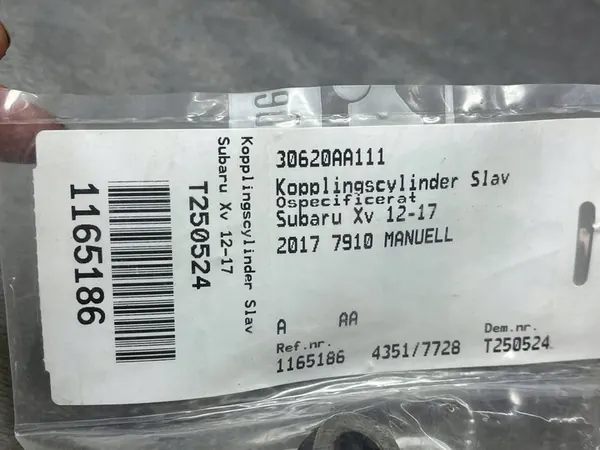 1165186
T250524
Subaru Xv 12-17
Kopplingscylinder Slav
30620AA111
Kopplingscylinder Slav
Ospecificerat
Subaru Xv 12-17
2017 7910 MANUELL
A AA
Ref.nr. Dem.nr.
1165186 4351/7728 T250524